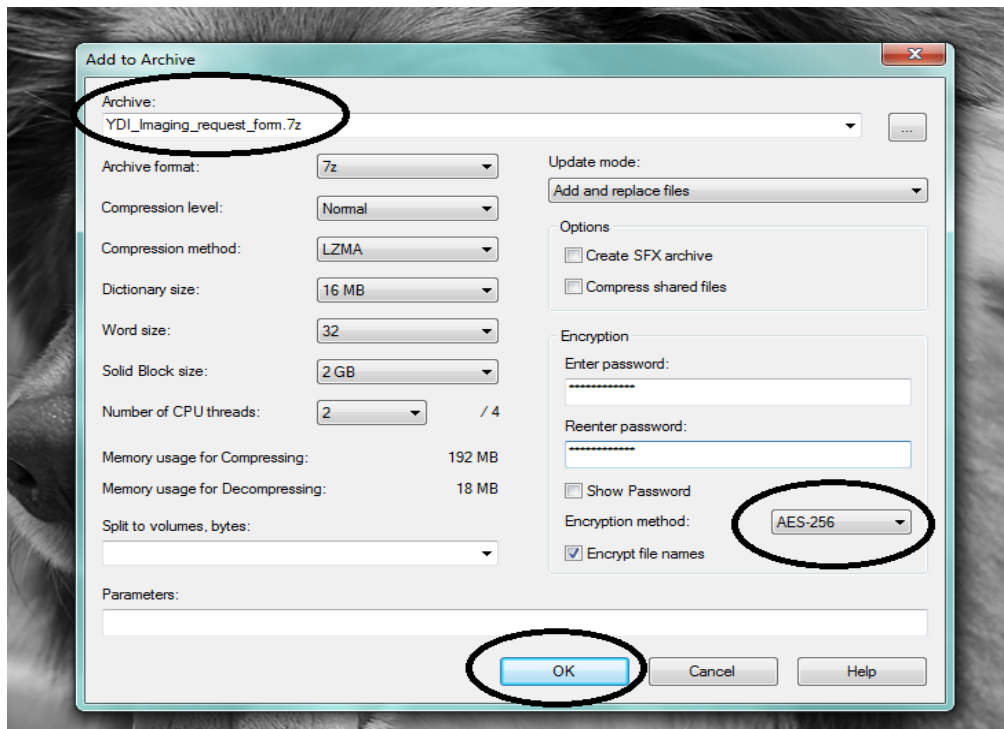 Add to Archive
Archive:
YDI_Imaging_request_form.7z
...
Archive format:
7z
Compression level:
Normal
Compression method:
LZMA
Dictionary size:
16 MB
Word size:
32
Solid Block size:
2 GB
Number of CPU threads:
2
/ 4
Memory usage for Compressing:
192 MB
Memory usage for Decompressing:
18 MB
Split to volumes, bytes:
Update mode:
Add and replace files
Options
Create SFX archive
Compress shared files
Encryption
Enter password:
************
Reenter password:
************
Show Password
Encryption method:
AES-256
Encrypt file names
Parameters:
OK
Cancel
Help